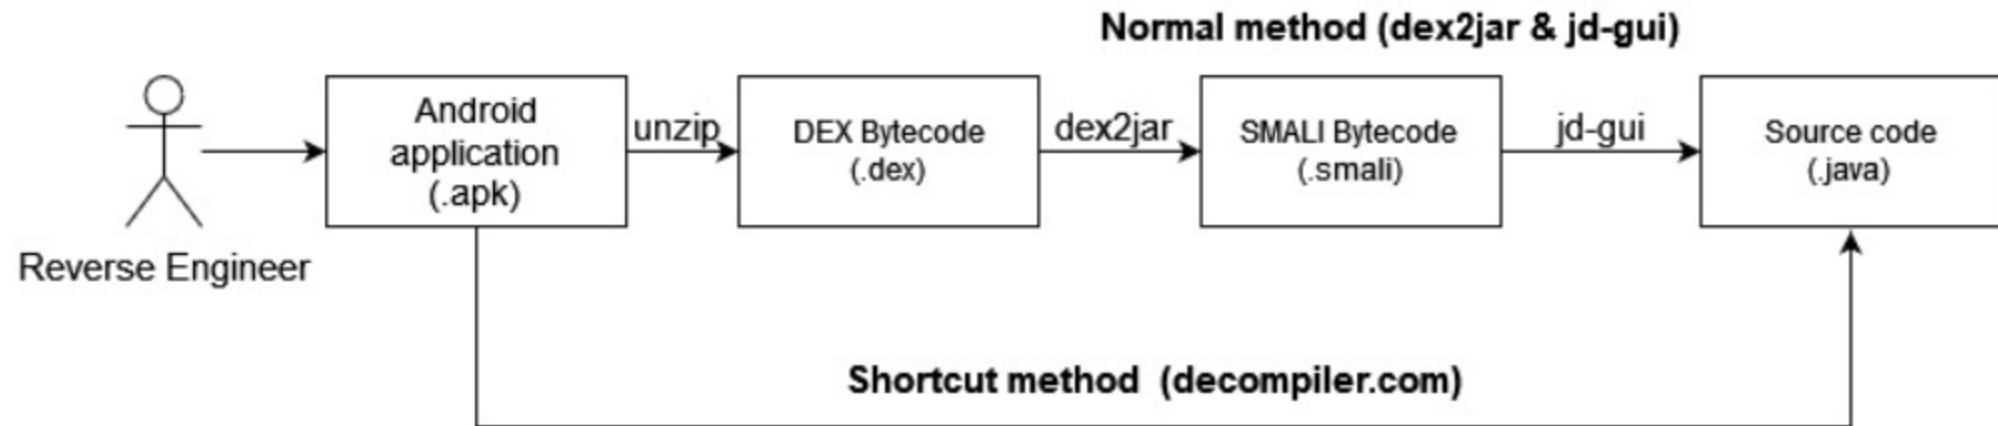 Normal method (dex2jar & jd-gui)
Android
application
(.apk)
unzip
DEX Bytecode
(.dex)
dex2jar
SMALI Bytecode
(.smali)
jd-gui
Source code
(.java)
Reverse Engineer
Shortcut method (decompiler.com)